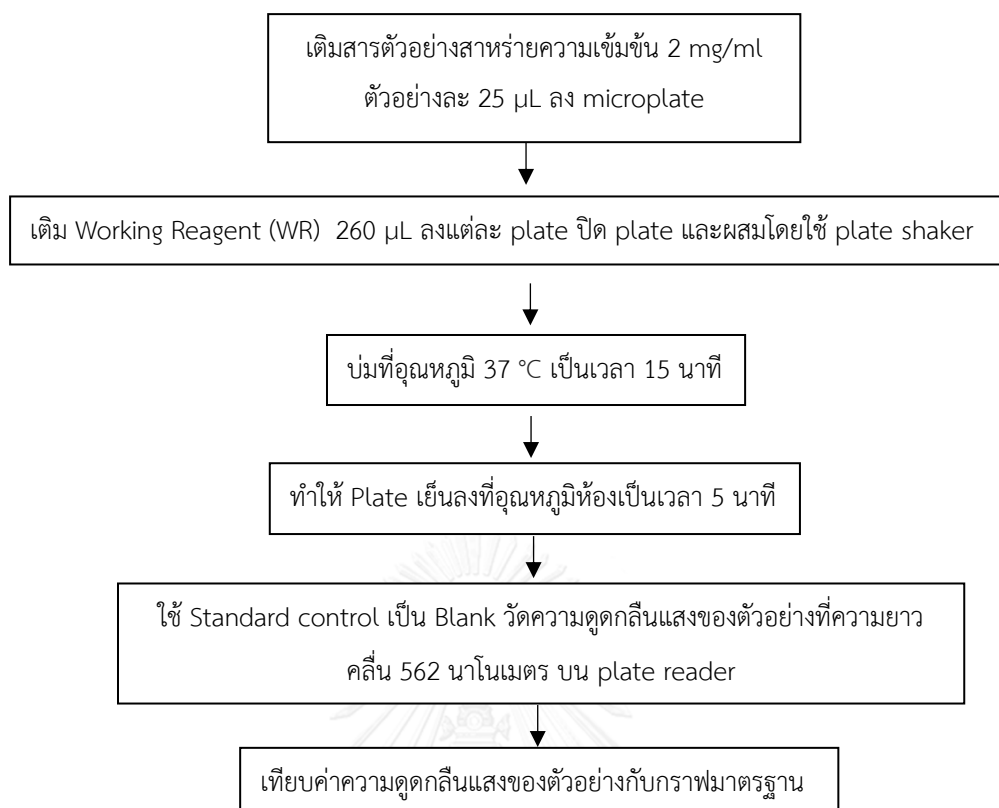 เติมสารตัวอย่างสาหร่ายความเข้มข้น 2 mg/ml
ตัวอย่างละ 25 µL ลง microplate
เติม Working Reagent (WR) 260 µL ลงแต่ละ plate ปิด plate และผสมโดยใช้ plate shaker
บ่มที่อุณหภูมิ 37 °C เป็นเวลา 15 นาที
ทำให้ Plate เย็นลงที่อุณหภูมิห้องเป็นเวลา 5 นาที
ใช้ Standard control เป็น Blank วัดความดูดกลืนแสงของตัวอย่างที่ความยาว
คลื่น 562 นาโนเมตร บน plate reader
เทียบค่าความดูดกลืนแสงของตัวอย่างกับกราฟมาตรฐาน